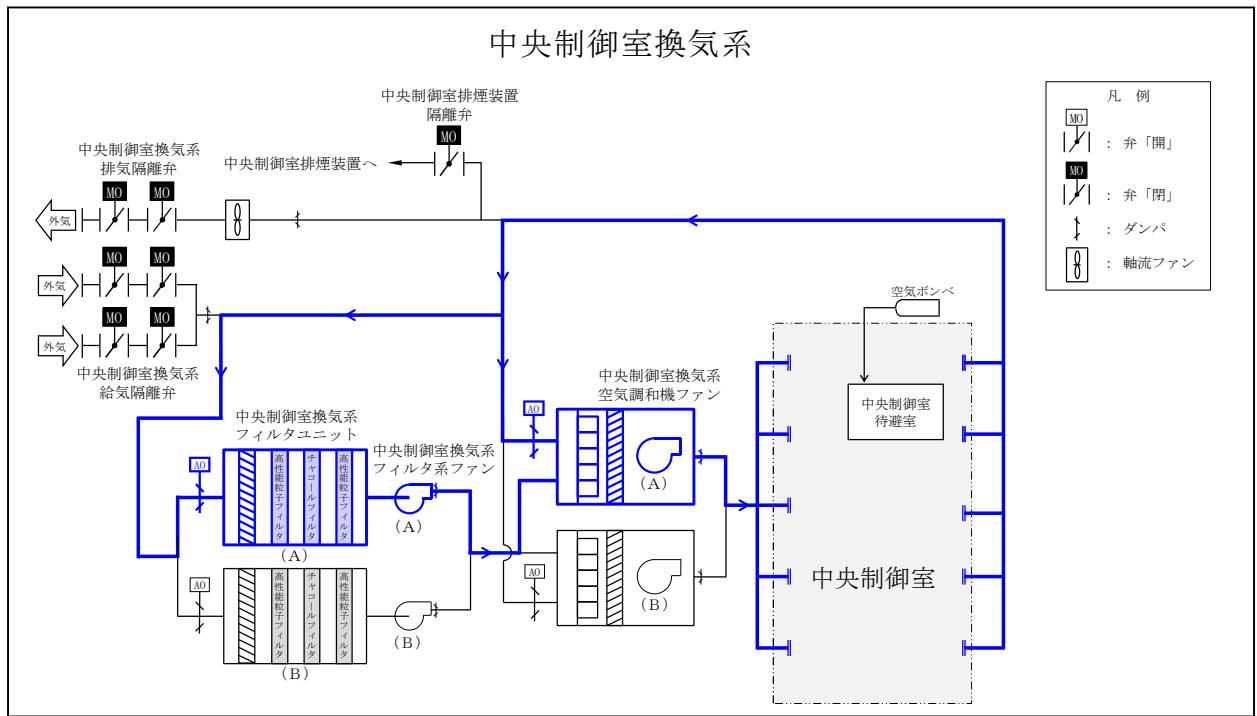 中央制御室換気系
中央制御室排煙装置
隔離弁
MO
中央制御室排煙装置へ
中央制御室換気系
排気隔離弁
MO
MO
外気
外気
MO
MO
外気
MO
MO
中央制御室換気系
給気隔離弁
凡 例
MO
: 弁「開」
MO
: 弁「閉」
: ダンパ
: 軸流ファン
空気ボンベ
中央制御室
待避室
中央制御室
中央制御室換気系
空気調和機ファン
AO
(A)
AO
(B)
中央制御室換気系
フィルタユニット
AO
高性能粒子フィルタ
チャコールフィルタ
高性能粒子フィルタ
(A)
中央制御室換気系
フィルタ系ファン
(A)
AO
高性能粒子フィルタ
チャコールフィルタ
高性能粒子フィルタ
(B)
(B)